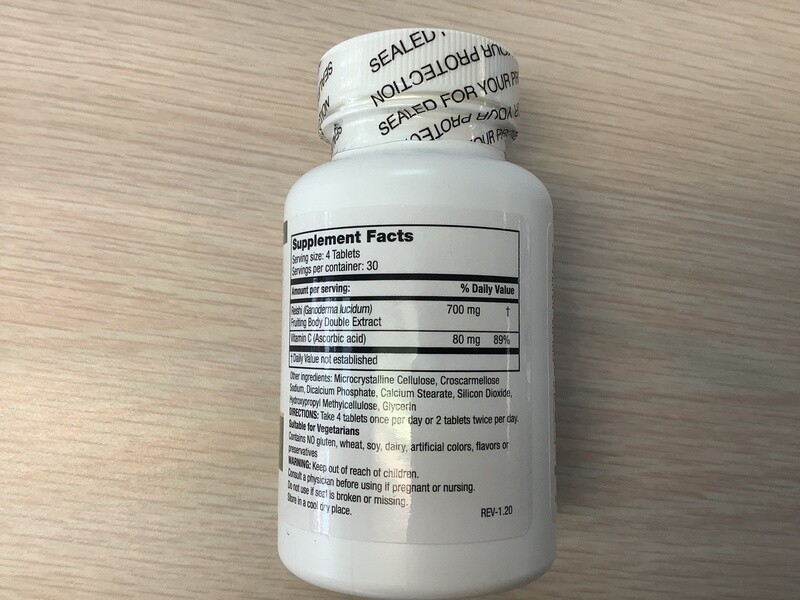 SEALED
YOUR PROTECTION
SEALED FOR YOUR PR
YOUR PROTECTION
Supplement Facts
Serving size: 4 Tablets
Servings per container: 30
Amount per serving: % Daily Value
Reishi (Ganoderma lucidum) 700 mg †
Fruiting Body Double Extract
Vitamin C (Ascorbic acid) 80 mg 89%
†Daily Value not established
Other ingredients: Microcrystalline Cellulose, Croscarmellose
Sodium, Dicalcium Phosphate, Calcium Stearate, Silicon Dioxide,
Hydroxypropyl Methylcellulose, Glycerin
DIRECTIONS: Take 4 tablets once per day or 2 tablets twice per day.
Suitable for Vegetarians
Contains NO gluten, wheat, soy, dairy, artificial colors, flavors or
preservatives
WARNING: Keep out of reach of children.
Consult a physician before using if pregnant or nursing.
Do not use if seal is broken or missing.
Store in a cool dry place.
REV-1.20